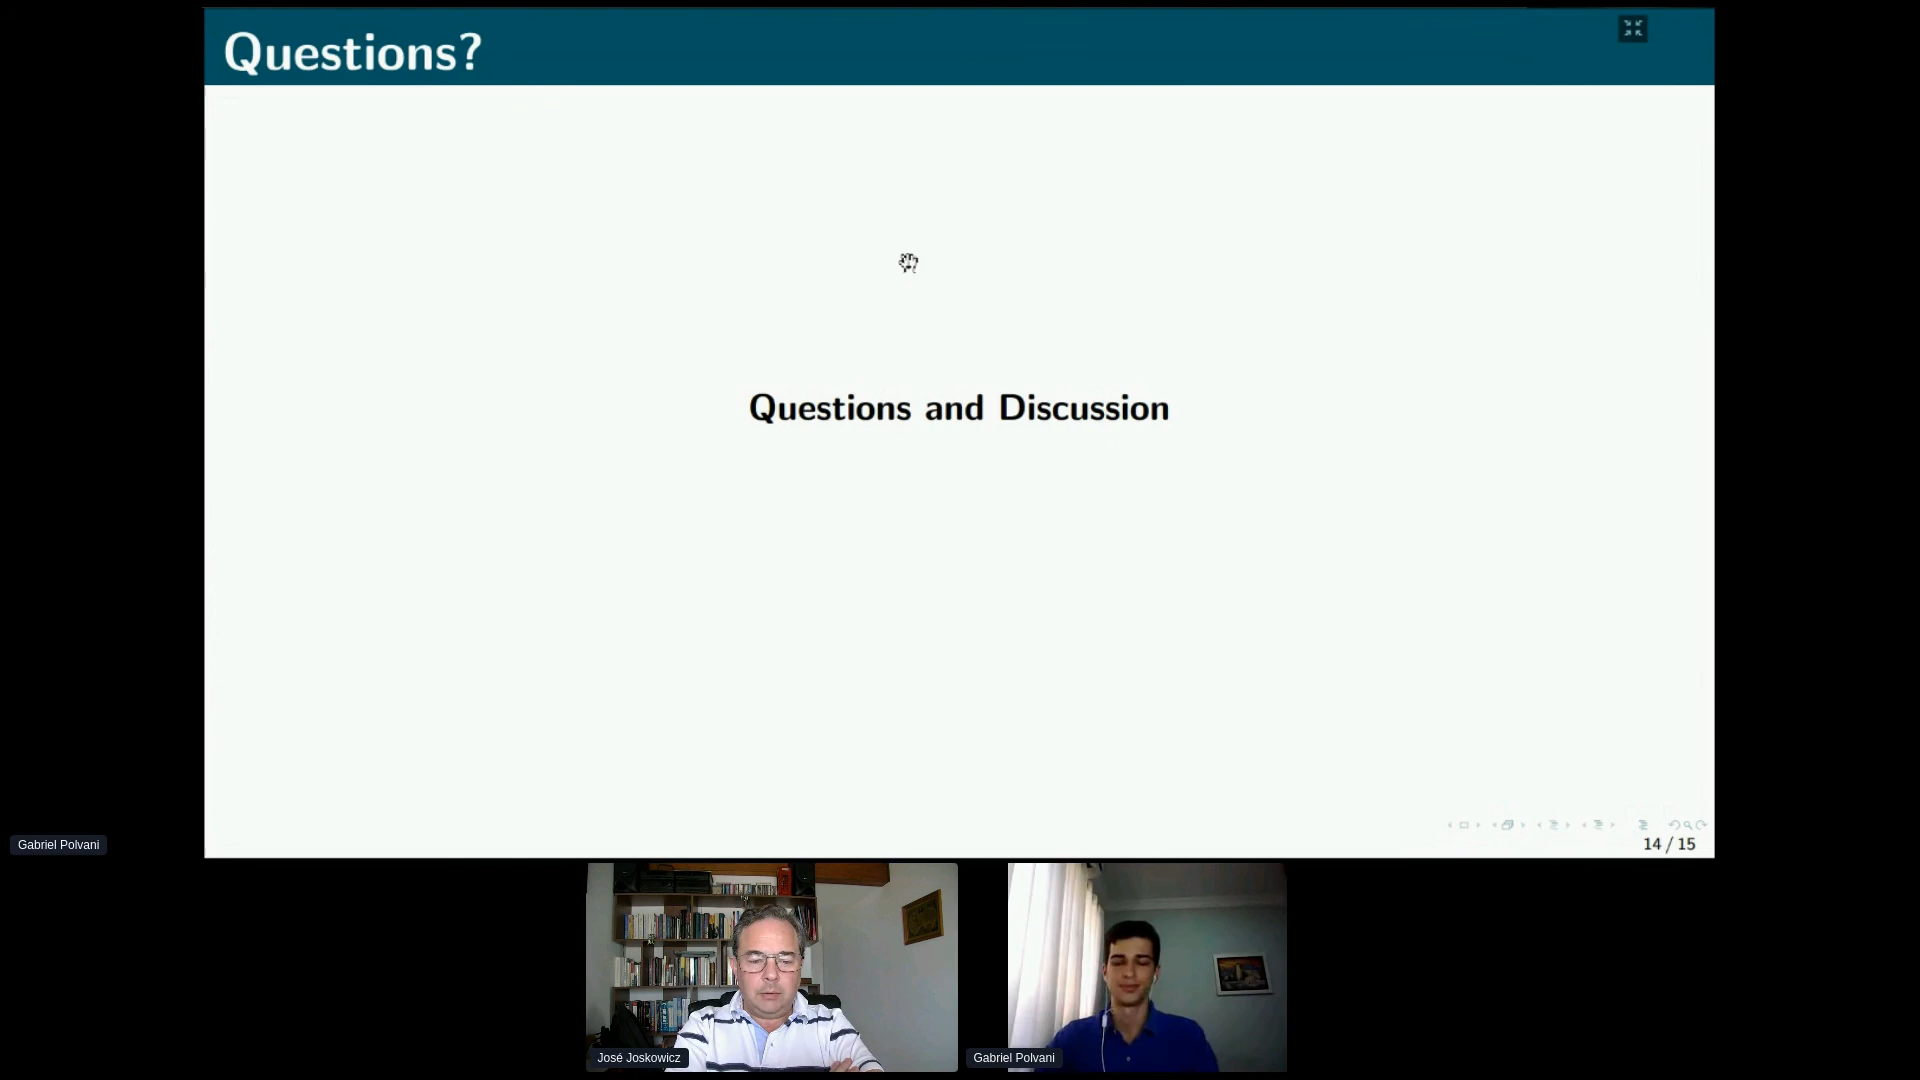 Questions?
Questions and Discussion
14 / 15
Gabriel Polvani
José Joskowicz
Gabriel Polvani